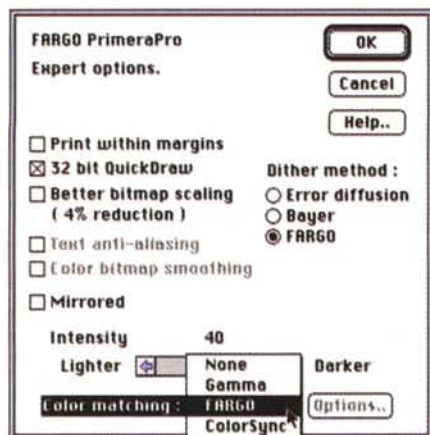 FARGO PrimeraPro
OK
Expert options.
Cancel
Help..
Print within margins
32 bit QuickDraw
Dither method :
Better bitmap scaling
( 4% reduction )
Error diffusion
Bayer
FARGO
Text anti-aliasing
Color bitmap smoothing
Mirrored
Intensity
40
Lighter
Darker
Color matching :
None
Gamma
FARGO
ColorSync
Options..